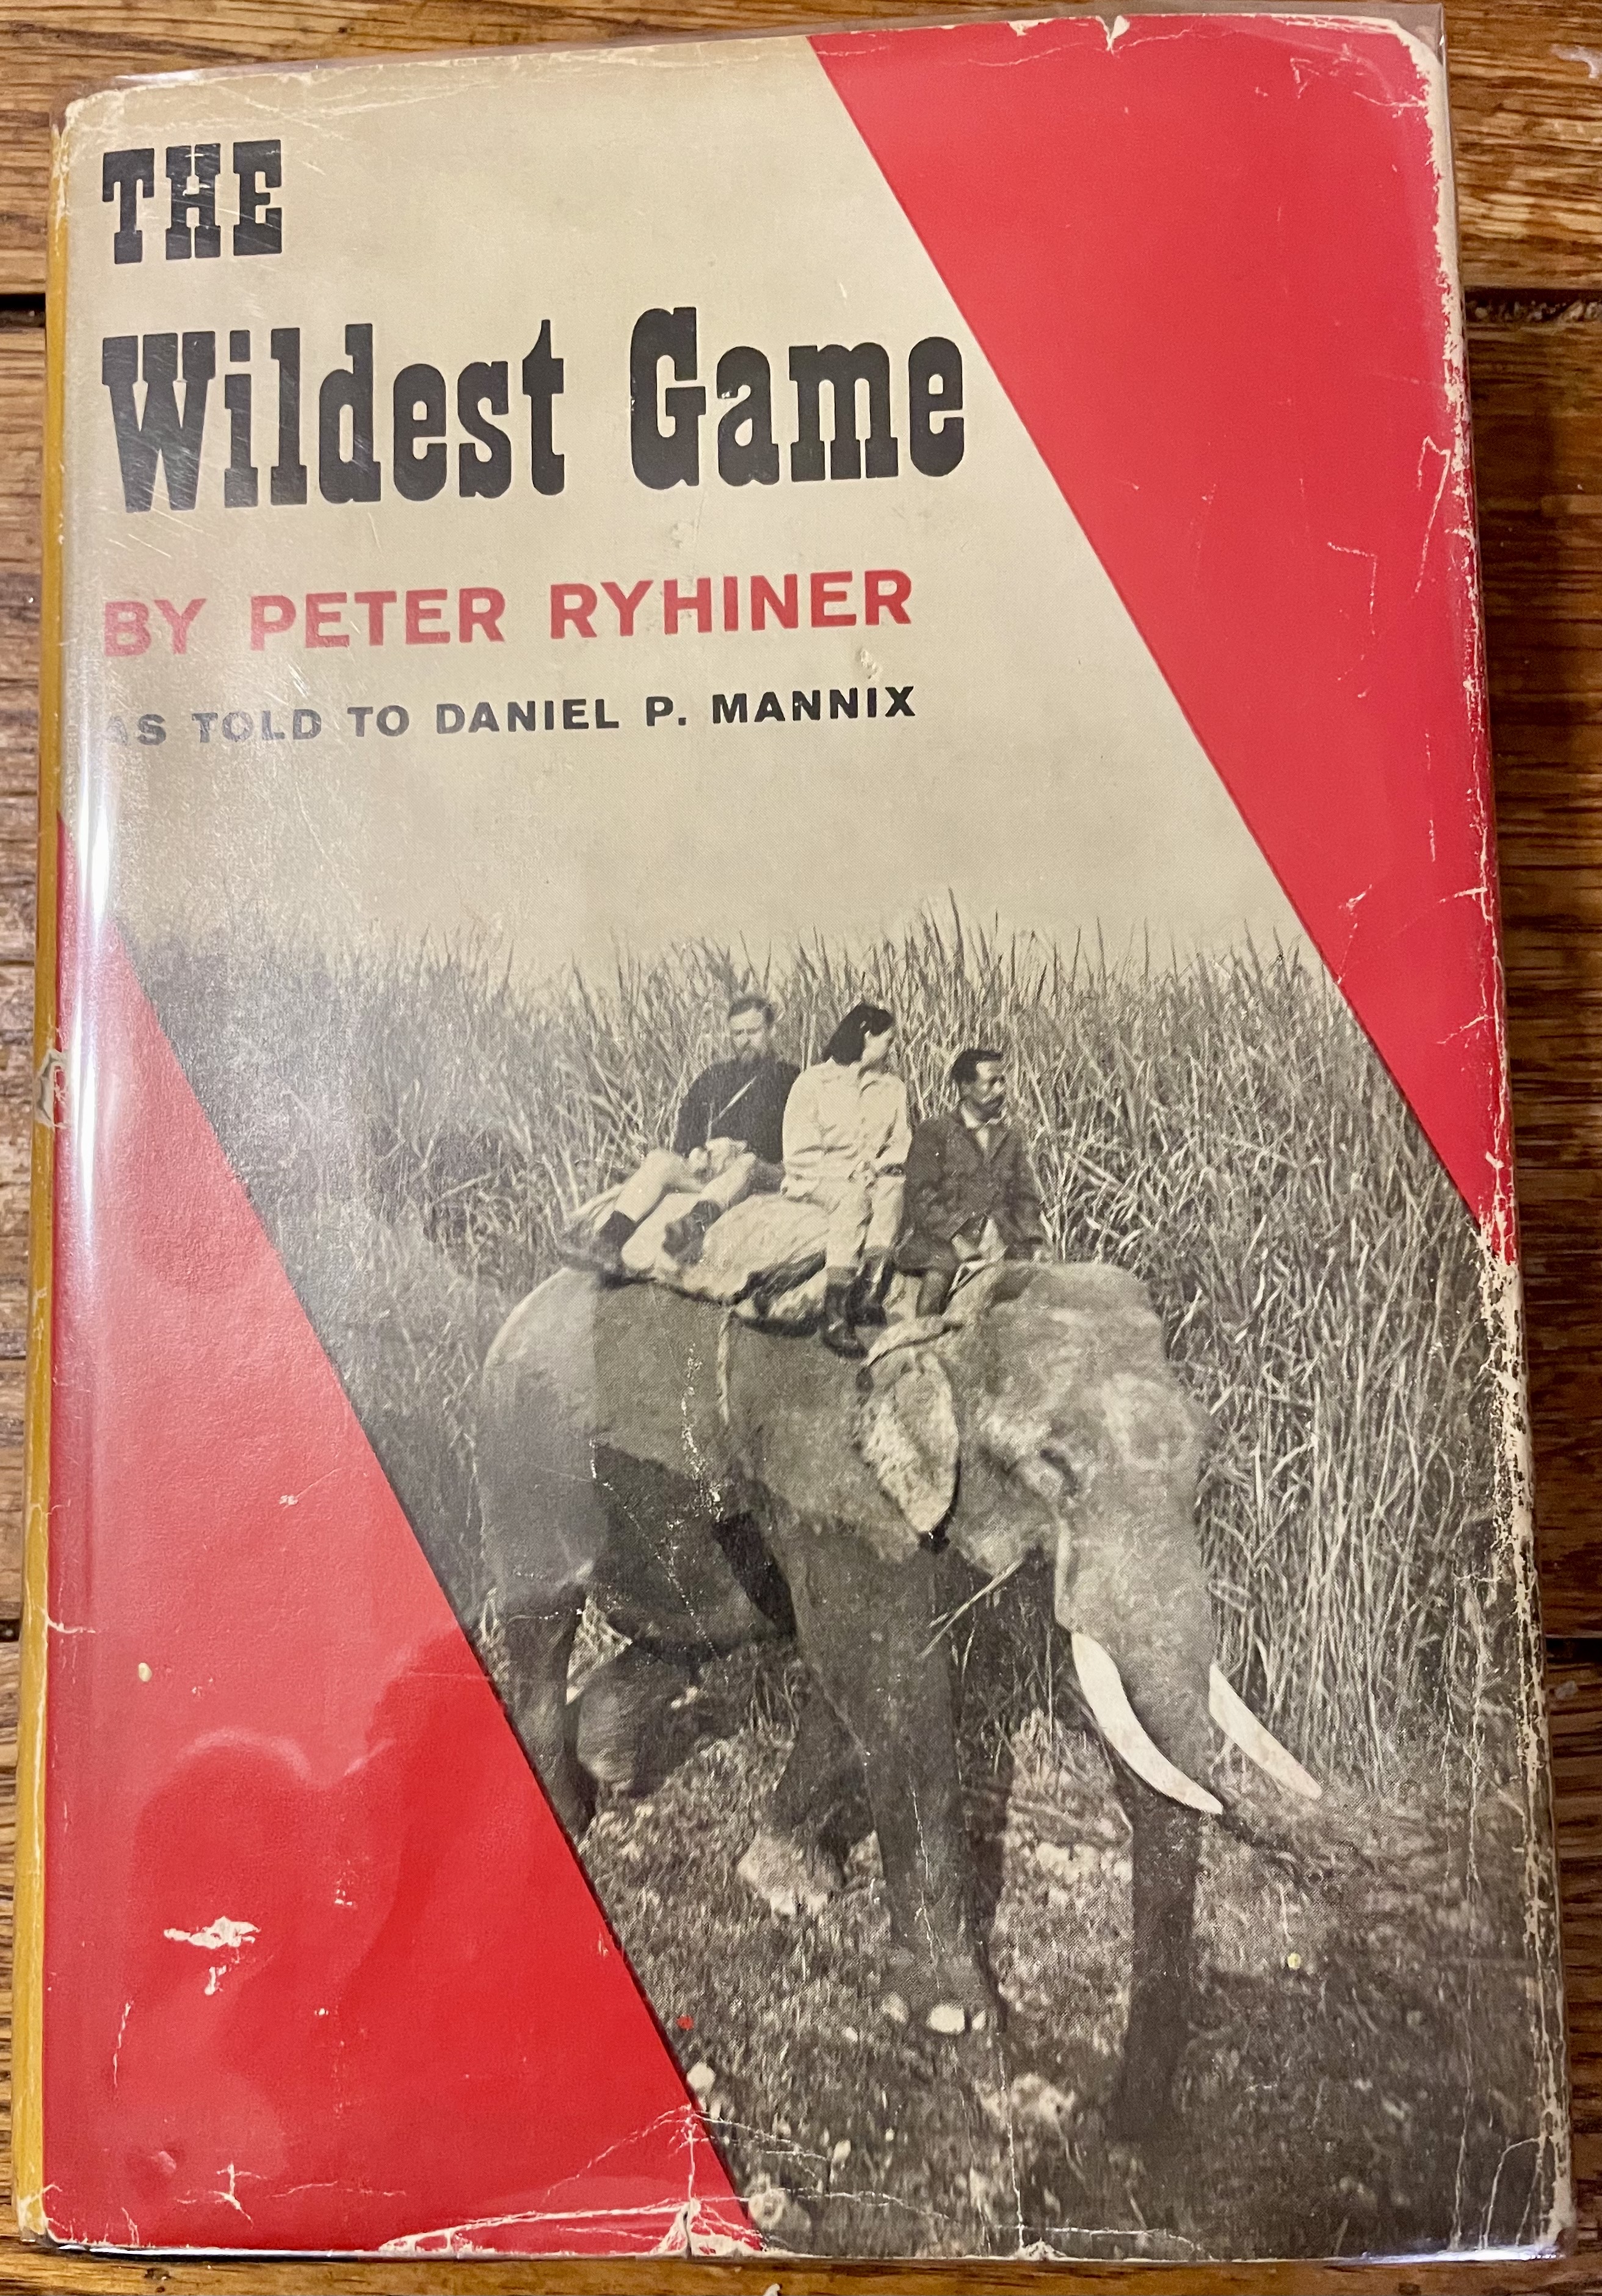 THE
Wildest Game
BY PETER RYHINER
AS TOLD TO DANIEL P. MANNIX